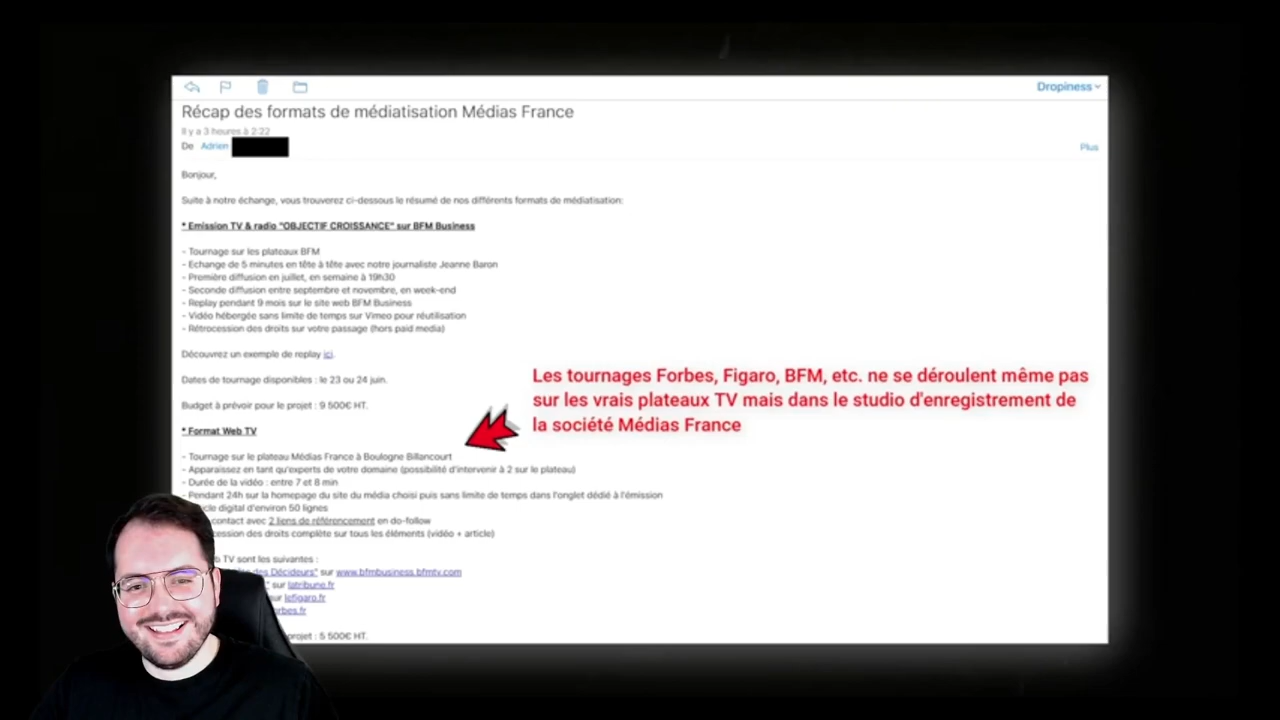 Dropiness
Récap des formats de médiatisation Médias France
Il y a 3 heures à 2:22
De Adrien
Plus
Bonjour,
Suite à notre échange, vous trouverez ci-dessous le résumé de nos différents formats de médiatisation:
* Emission TV & radio "OBJECTIF CROISSANCE" sur BFM Business
- Tournage sur les plateaux BFM
- Echange de 5 minutes en tête à tête avec notre journaliste Jeanne Baron
- Première diffusion en juillet, en semaine à 19h30
- Seconde diffusion entre septembre et novembre, en week-end
- Replay pendant 9 mois sur le site web BFM Business
- Vidéo hébergée sans limite de temps sur Vimeo pour réutilisation
- Rétrocession des droits sur votre passage (hors paid media)
Découvrez un exemple de replay ici.
Dates de tournage disponibles : le 23 ou 24 juin.
Budget à prévoir pour le projet : 9 500€ HT.
Les tournages Forbes, Figaro, BFM, etc. ne se déroulent même pas
sur les vrais plateaux TV mais dans le studio d'enregistrement de
la société Médias France
* Format Web TV
- Tournage sur le plateau Médias France à Boulogne Billancourt
- Apparaissez en tant qu'experts de votre domaine (possibilité d'intervenir à 2 sur le plateau)
- Durée de la vidéo : entre 7 et 8 min
- Pendant 24h sur la homepage du site du média choisi puis sans limite de temps dans l'onglet dédié à l'émission
digital d'environ 50 lignes
contact avec 2 liens de référencement en do-follow
des droits complète sur tous les éléments (vidéo + article)
TV sont les suivantes :
des Décideurs" sur www.bfmbusiness.bfmtv.com
" sur latribune.fr
sur lefigaro.fr
: 5 500€ HT.